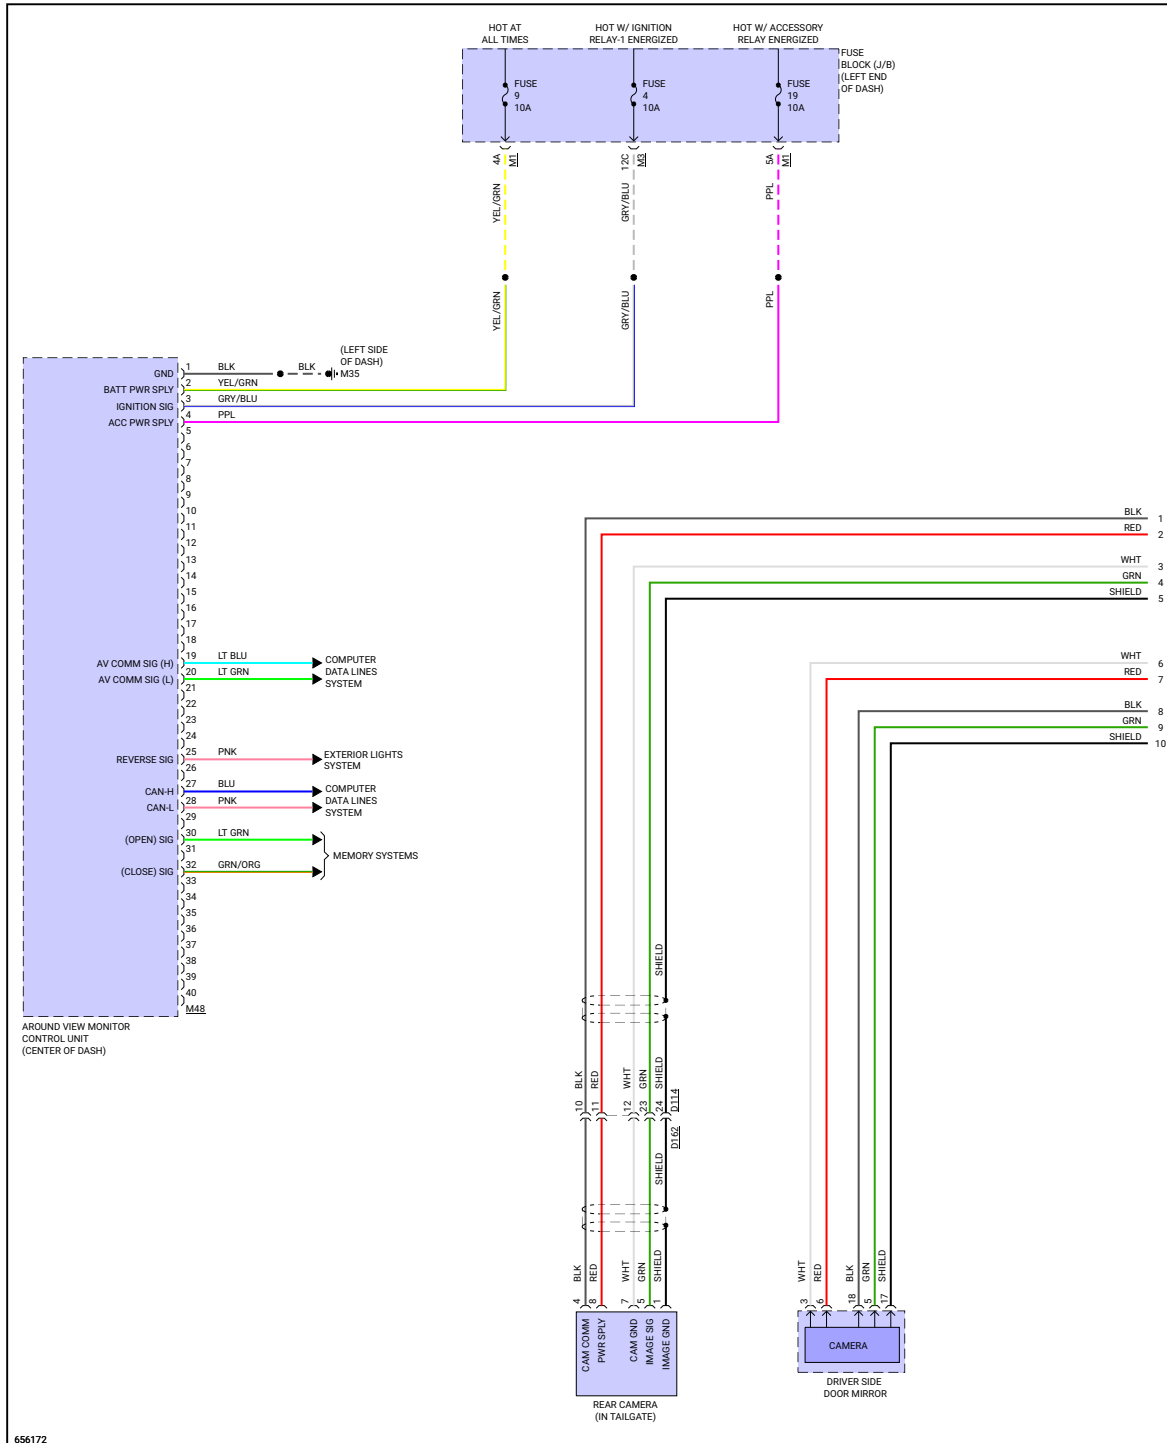 HOT AT
ALL TIMES
HOT W/ IGNITION
RELAY-1 ENERGIZED
HOT W/ ACCESSORY
RELAY ENERGIZED
FUSE
BLOCK (J/B)
(LEFT END
OF DASH)
FUSE
9
10A
FUSE
4
10A
FUSE
19
10A
4A
M1
12C
M3
5A
M1
YEL/GRN
GRY/BLU
PPL
YEL/GRN
GRY/BLU
PPL
(LEFT SIDE
OF DASH)
M35
GND
1
BLK
BLK
BATT PWR SPLY
2
YEL/GRN
IGNITION SIG
3
GRY/BLU
ACC PWR SPLY
4
PPL
5
6
7
8
9
10
11
12
13
14
15
16
17
18
AV COMM SIG (H)
19
LT BLU
AV COMM SIG (L)
20
LT GRN
COMPUTER
DATA LINES
SYSTEM
21
22
23
24
REVERSE SIG
25
PNK
EXTERIOR LIGHTS
SYSTEM
26
CAN-H
27
BLU
CAN-L
28
PNK
COMPUTER
DATA LINES
SYSTEM
29
(OPEN) SIG
30
LT GRN
31
MEMORY SYSTEMS
(CLOSE) SIG
32
GRN/ORG
33
34
35
36
37
38
39
40
M48
AROUND VIEW MONITOR
CONTROL UNIT
(CENTER OF DASH)
BLK 1
RED 2
WHT 3
GRN 4
SHIELD 5
WHT 6
RED 7
BLK 8
GRN 9
SHIELD 10
SHIELD
BLK
RED
WHT
GRN
SHIELD
10
11
12
23
24
D114
D162
SHIELD
BLK
RED
WHT
GRN
SHIELD
4
8
7
5
1
CAM COMM
PWR SPLY
CAM GND
IMAGE SIG
IMAGE GND
REAR CAMERA
(IN TAILGATE)
WHT
RED
BLK
GRN
SHIELD
3
6
18
5
17
CAMERA
DRIVER SIDE
DOOR MIRROR
656172